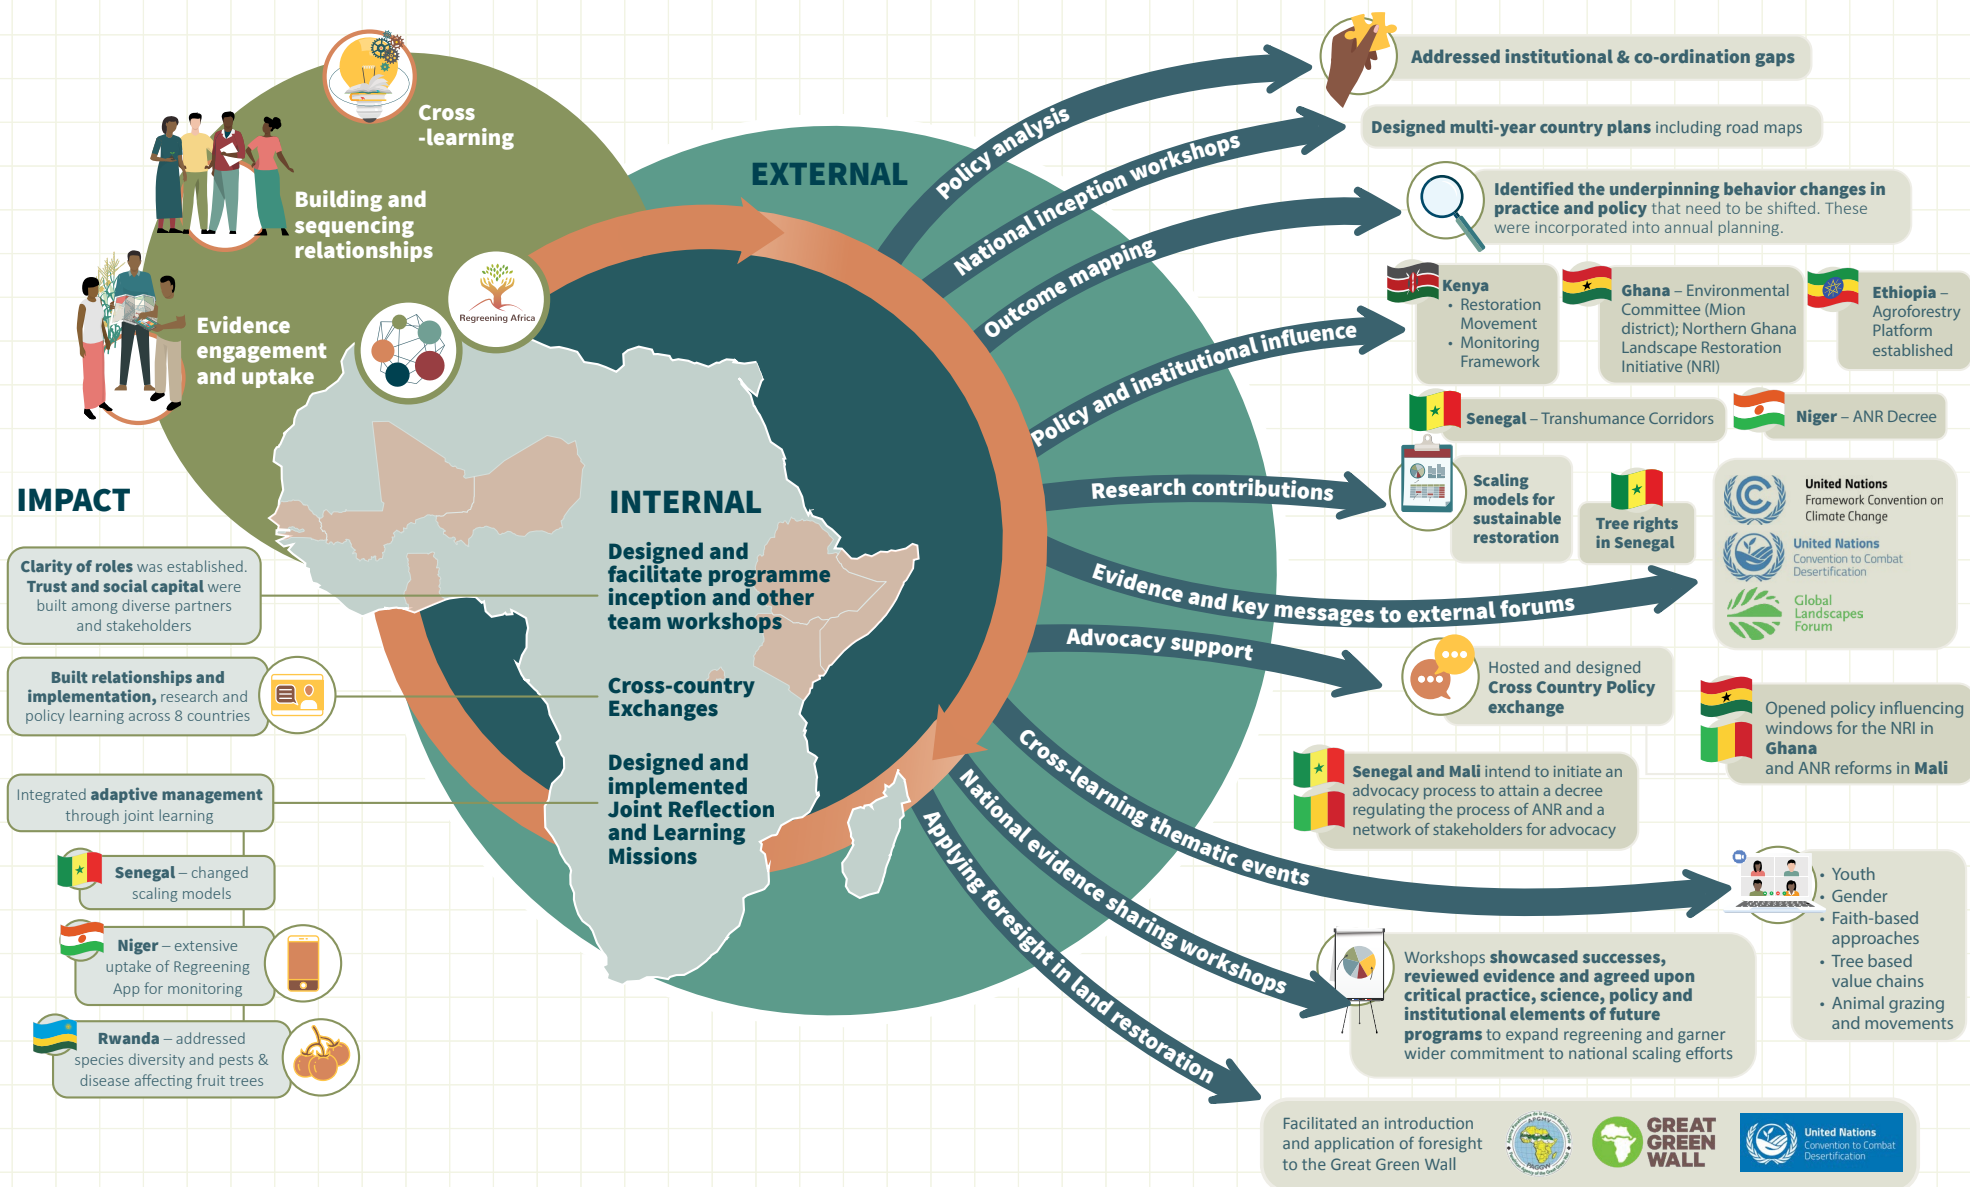 Cross
-learning
Building and
sequencing
relationships
Evidence
engagement
and uptake
Regreening Africa
EXTERNAL
IMPACT
Clarity of roles was established.
Trust and social capital were
built among diverse partners
and stakeholders
Built relationships and
implementation, research and
policy learning across 8 countries
Integrated adaptive management
through joint learning
Senegal – changed
scaling models
Niger – extensive
uptake of Regreening
App for monitoring
Rwanda – addressed
species diversity and pests &
disease affecting fruit trees
INTERNAL
Designed and
facilitate programme
inception and other
team workshops
Cross-country
Exchanges
Designed and
implemented
Joint Reflection
and Learning
Missions
Policy analysis
Addressed institutional & co-ordination gaps
National inception workshops
Designed multi-year country plans including road maps
Outcome mapping
Identified the underpinning behavior changes in
practice and policy that need to be shifted. These
were incorporated into annual planning.
Policy and institutional influence
Kenya
• Restoration
Movement
• Monitoring
Framework
Ghana – Environmental
Committee (Mion
district); Northern Ghana
Landscape Restoration
Initiative (NRI)
Ethiopia –
Agroforestry
Platform
established
Senegal – Transhumance Corridors
Niger – ANR Decree
Research contributions
Scaling
models for
sustainable
restoration
Tree rights
in Senegal
Evidence and key messages to external forums
United Nations
Framework Convention on
Climate Change
United Nations
Convention to Combat
Desertification
Global
Landscapes
Forum
Advocacy support
Hosted and designed
Cross Country Policy
exchange
Opened policy influencing
windows for the NRI in
Ghana
and ANR reforms in Mali
Senegal and Mali intend to initiate an
advocacy process to attain a decree
regulating the process of ANR and a
network of stakeholders for advocacy
Cross-learning thematic events
• Youth
• Gender
• Faith-based
approaches
• Tree based
value chains
• Animal grazing
and movements
National evidence sharing workshops
Workshops showcased successes,
reviewed evidence and agreed upon
critical practice, science, policy and
institutional elements of future
programs to expand regreening and garner
wider commitment to national scaling efforts
Applying foresight in land restoration
Facilitated an introduction
and application of foresight
to the Great Green Wall
GREAT
GREEN
WALL
United Nations
Convention to Combat
Desertification